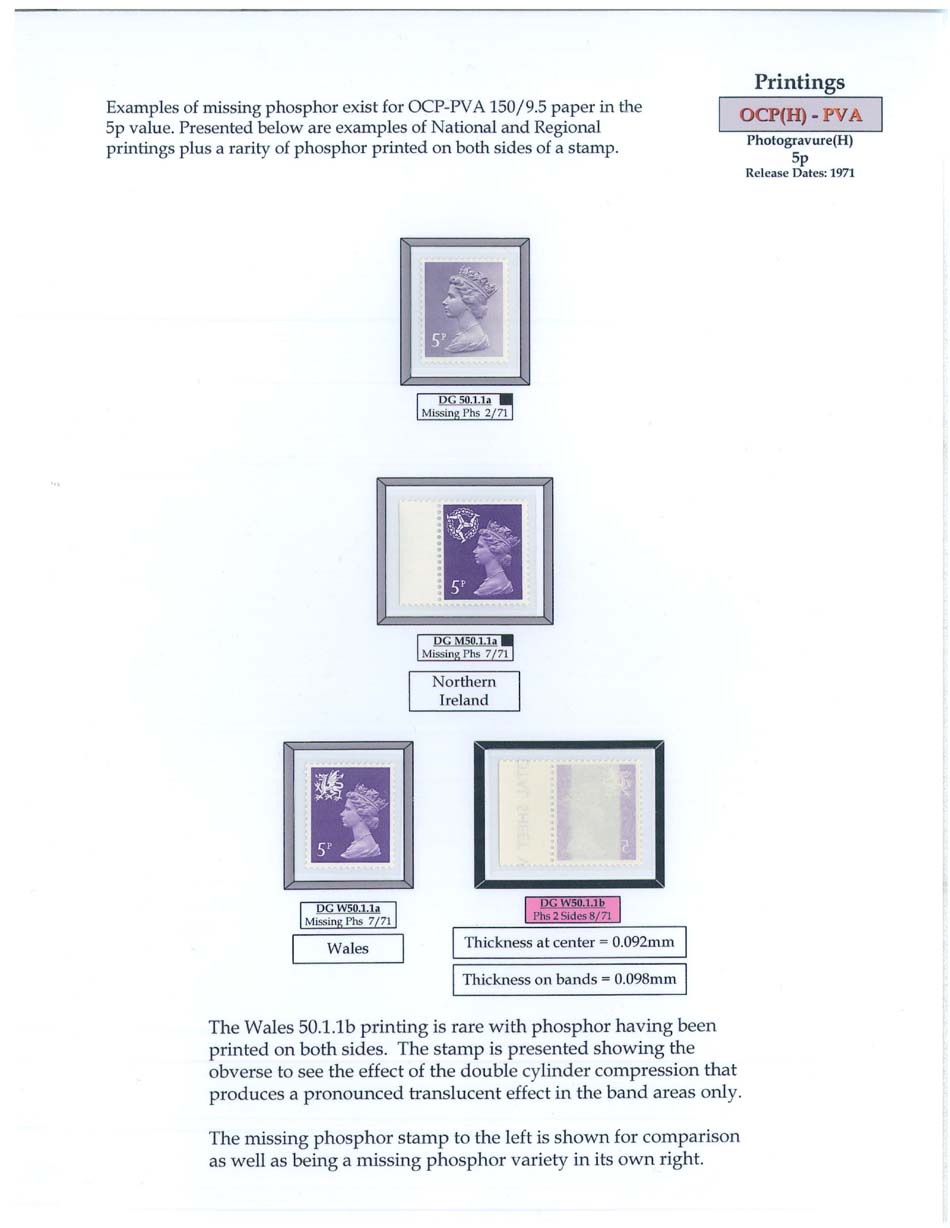 Printings
OCP(H) - PVA
Photogravure(H)
5p
Release Dates: 1971
Examples of missing phosphor exist for OCP-PVA 150/9.5 paper in the
5p value. Presented below are examples of National and Regional
printings plus a rarity of phosphor printed on both sides of a stamp.
5P
DG 50.1.1a
Missing Phs 2/71
5P
DG M50.1.1a
Missing Phs 7/71
Northern
Ireland
5P
DG W50.1.1a
Missing Phs 7/71
Wales
TAL SHEET V
5
DG W50.1.1b
Phs 2 Sides 8/71
Thickness at center = 0.092mm
Thickness on bands = 0.098mm
The Wales 50.1.1b printing is rare with phosphor having been
printed on both sides. The stamp is presented showing the
obverse to see the effect of the double cylinder compression that
produces a pronounced translucent effect in the band areas only.
The missing phosphor stamp to the left is shown for comparison
as well as being a missing phosphor variety in its own right.